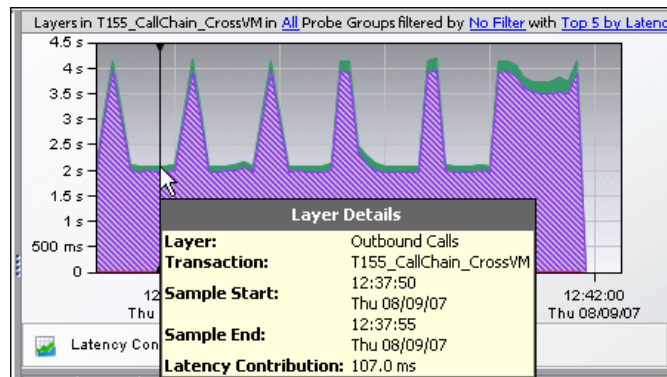 Layers in T155_CallChain_CrossVM in All Probe Groups filtered by No Filter with Top 5 by
4.5 s
4 s
3.5 s
3 s
2.5 s
2 s
1.5 s
1 s
500 ms
0
Layer Details
Layer: Outbound Calls
Transaction: T155_CallChain_CrossVM
Sample Start: 12:37:50
Thu 08/09/07
Sample End: 12:37:55
Thu 08/09/07
Latency Contribution: 107.0 ms
12
Thu
12:42:00
Thu 08/09/07
Latency